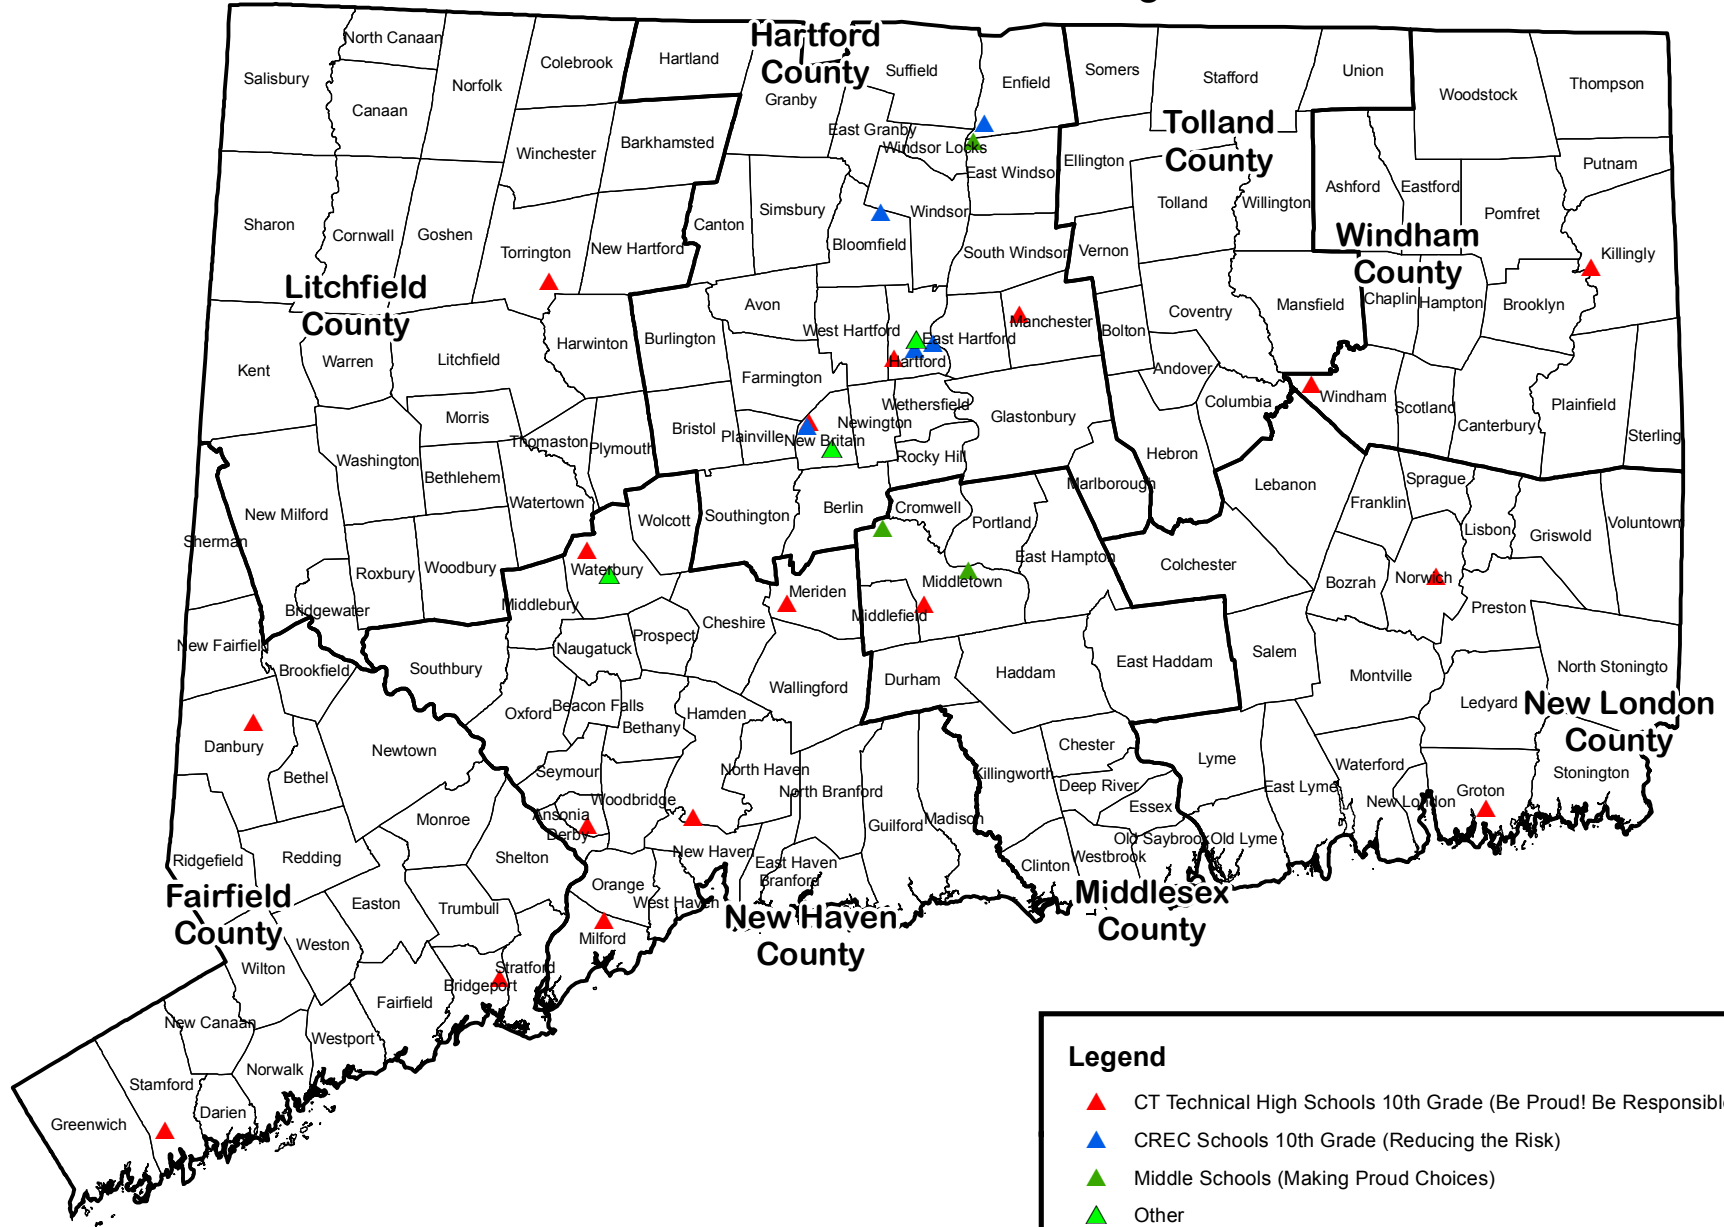 Hartford
County
North Canaan
Colebrook
Hartland
Suffield
Enfield
Somers
Stafford
Union
Thompson
Salisbury
Norfolk
Canaan
Granby
Woodstock
Tolland
County
East Granby
Windsor Locks
Winchester
Barkhamsted
East Windso
Ellington
Putnam
Ashford
Eastford
Sharon
Cornwall
Goshen
Torrington
New Hartford
Canton
Simsbury
Bloomfield
Windsor
South Windsor
Vernon
Tolland
Willington
Pomfret
Windham
County
Killingly
Litchfield
County
Avon
West Hartford
East Hartford
Manchester
Bolton
Coventry
Mansfield
Chaplin
Hampton
Brooklyn
Kent
Warren
Litchfield
Harwinton
Burlington
Farmington
Hartford
Andover
Columbia
Windham
Scotland
Canterbury
Plainfield
Sterling
Morris
Thomaston
Plymouth
Bristol
Plainville
New Britain
Newington
Wethersfield
Rocky Hill
Glastonbury
Hebron
Marlborough
Lebanon
Washington
Bethlehem
Watertown
New Milford
Wolcott
Southington
Berlin
Cromwell
Portland
East Hampton
Colchester
Franklin
Sprague
Lisbon
Griswold
Voluntown
Sherman
Roxbury
Woodbury
Waterbury
Middlebury
Bridgewater
Meriden
Middletown
Middlefield
Bozrah
Norwich
Preston
New Fairfield
Brookfield
Southbury
Naugatuck
Prospect
Cheshire
Wallingford
Durham
Haddam
East Haddam
Salem
Montville
North Stoningto
Ledyard
New London
County
Oxford
Beacon Falls
Bethany
Hamden
Danbury
Bethel
Newtown
Seymour
Woodbridge
North Haven
North Branford
Killingworth
Chester
Deep River
Essex
Lyme
East Lyme
Waterford
New London
Groton
Stonington
Monroe
Ansonia
Derby
Guilford
Madison
Old Saybrook
Old Lyme
Ridgefield
Redding
Shelton
New Haven
East Haven
Branford
Clinton
Westbrook
Fairfield
County
Easton
Trumbull
Orange
West Haven
New Haven
County
Middlesex
County
Weston
Wilton
Milford
Stratford
Bridgeport
Fairfield
New Canaan
Westport
Norwalk
Stamford
Darien
Greenwich
Legend
CT Technical High Schools 10th Grade (Be Proud! Be Responsible
CREC Schools 10th Grade (Reducing the Risk)
Middle Schools (Making Proud Choices)
Other